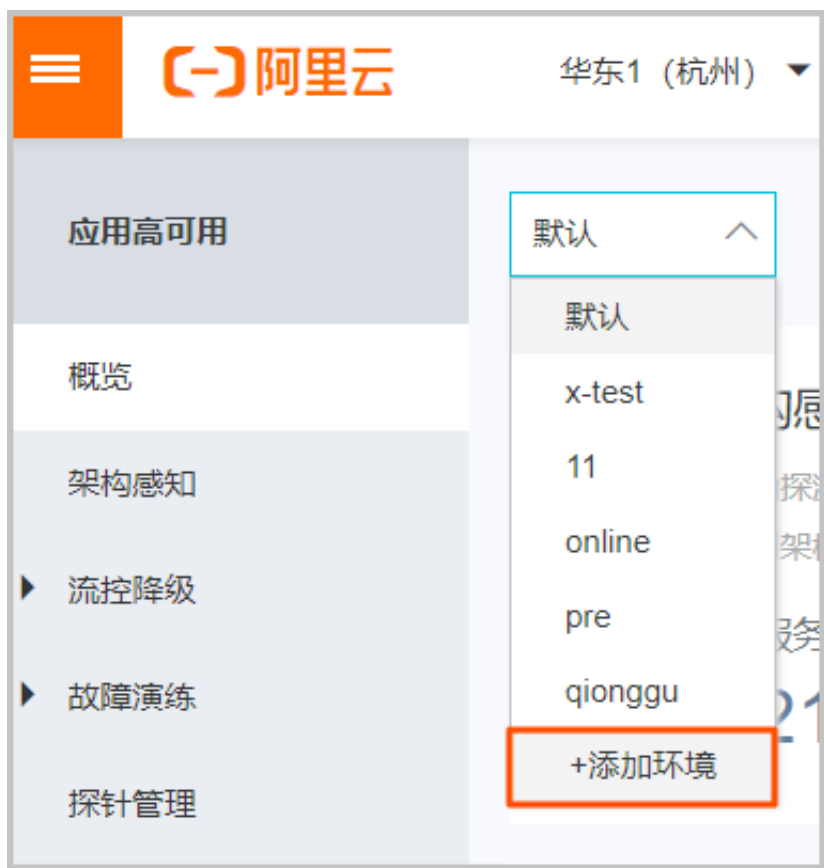 阿里云
华东1（杭州）
应用高可用
默认
默认
概览
x-test
11
架构感知
online
流控降级
pre
故障演练
qionggu
+添加环境
探针管理